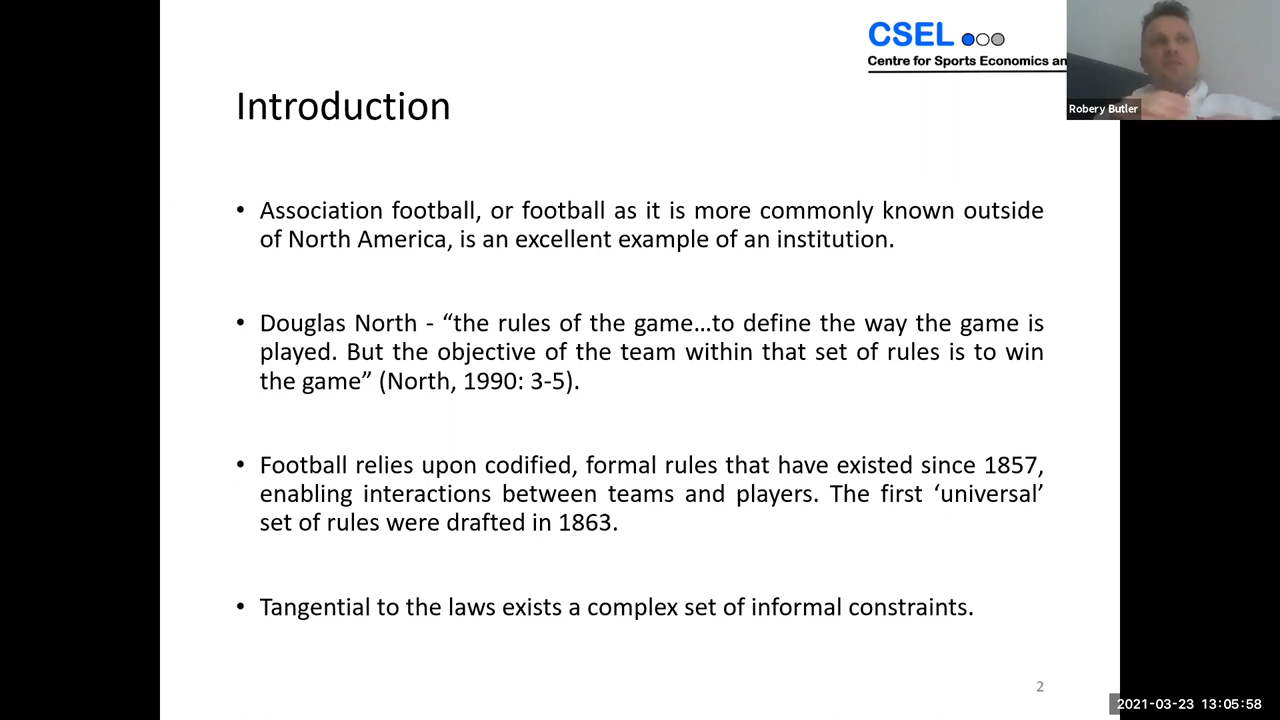 CSEL
Centre for Sports Economics an
Robery Butler
Introduction
• Association football, or football as it is more commonly known outside
of North America, is an excellent example of an institution.
• Douglas North - “the rules of the game…to define the way the game is
played. But the objective of the team within that set of rules is to win
the game” (North, 1990: 3-5).
• Football relies upon codified, formal rules that have existed since 1857,
enabling interactions between teams and players. The first ‘universal’
set of rules were drafted in 1863.
• Tangential to the laws exists a complex set of informal constraints.
2
2021-03-23 13:05:58